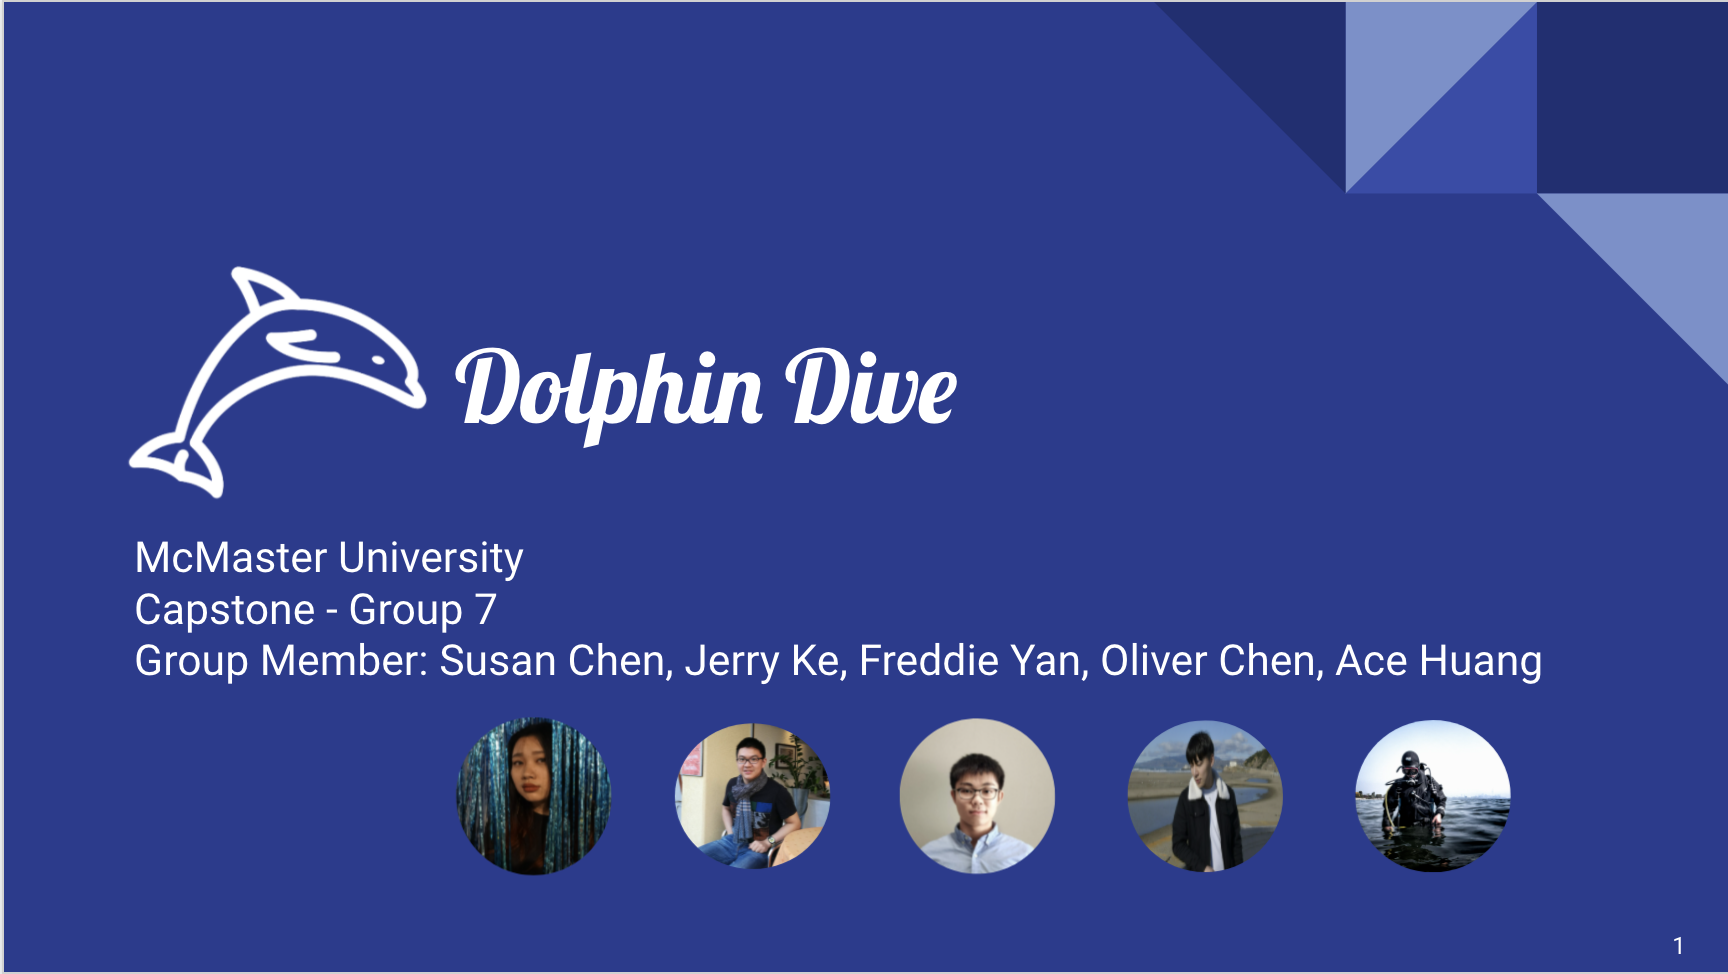 Dolphin Dive
McMaster University
Capstone - Group 7
Group Member: Susan Chen, Jerry Ke, Freddie Yan, Oliver Chen, Ace Huang
1